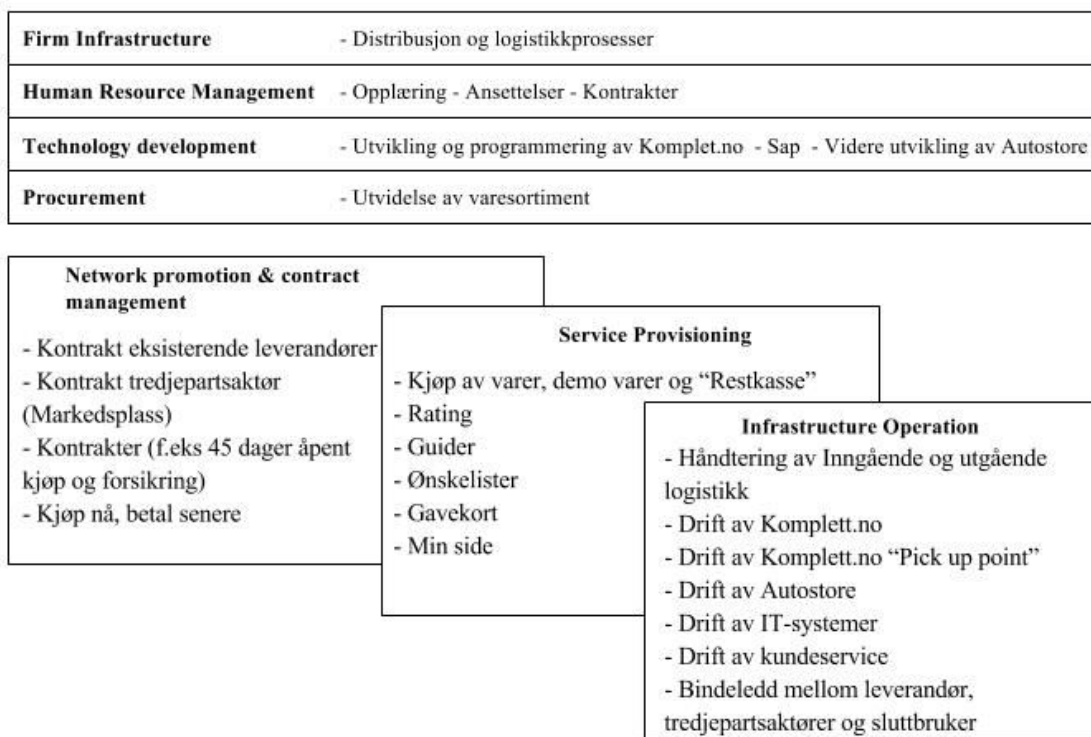 Firm Infrastructure - Distribusjon og logistikkprosesser
Human Resource Management - Opplæring - Ansettelser - Kontrakter
Technology development - Utvikling og programmering av Komplet.no - Sap - Videre utvikling av Autostore
Procurement - Utvidelse av varesortiment
Network promotion & contract
management
- Kontrakt eksisterende leverandører
- Kontrakt tredjepartsaktør
(Markedsplass)
- Kontrakter (f.eks 45 dager åpent
kjøp og forsikring)
- Kjøp nå, betal senere
Service Provisioning
- Kjøp av varer, demo varer og “Restkasse”
- Rating
- Guider
- Ønskelister
- Gavekort
- Min side
Infrastructure Operation
- Håndtering av Inngående og utgående
logistikk
- Drift av Komplett.no
- Drift av Komplett.no “Pick up point”
- Drift av Autostore
- Drift av IT-systemer
- Drift av kundeservice
- Bindeledd mellom leverandør,
tredjepartsaktører og sluttbruker